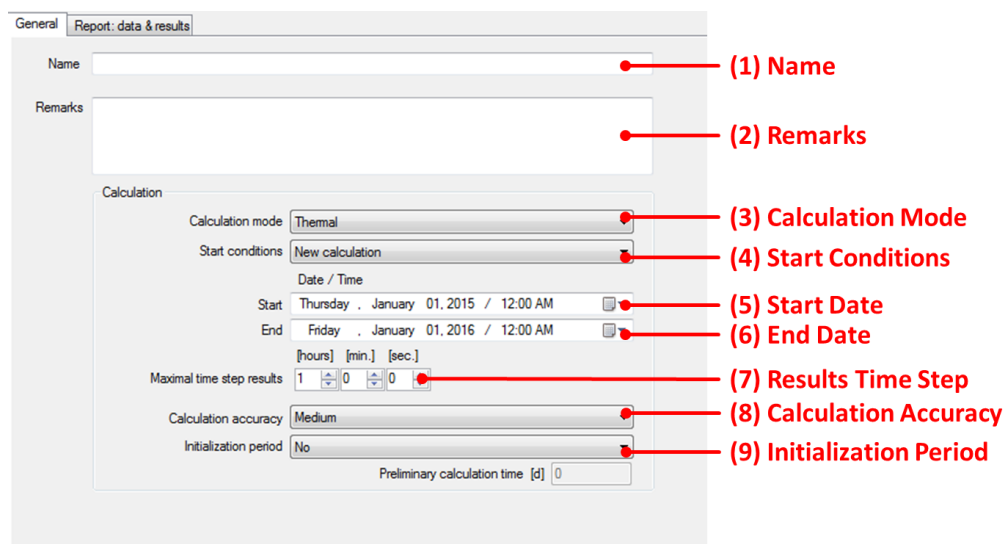 General Report: data & results
Name
(1) Name
Remarks
(2) Remarks
Calculation
Calculation mode Thermal
(3) Calculation Mode
Start conditions New calculation
(4) Start Conditions
Date / Time
Start Thursday , January 01, 2015 / 12:00 AM
(5) Start Date
End Friday , January 01, 2016 / 12:00 AM
(6) End Date
[hours] [min.] [sec.]
Maximal time step results 1 0 0
(7) Results Time Step
Calculation accuracy Medium
(8) Calculation Accuracy
Initialization period No
(9) Initialization Period
Preliminary calculation time [d] 0